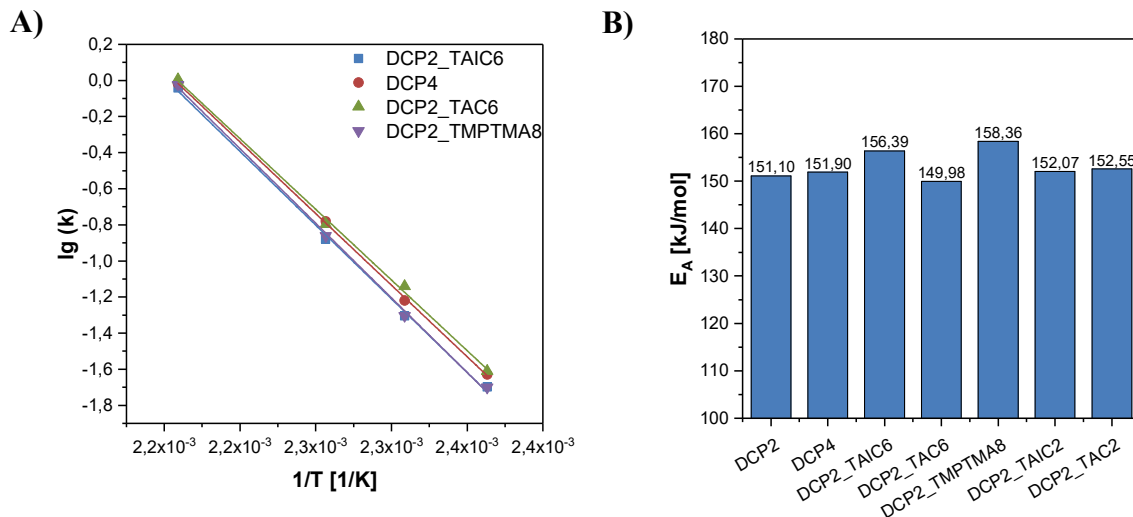 A)
0,2
0,0
-0,2
-0,4
-0,6
-0,8
-1,0
-1,2
-1,4
-1,6
-1,8
lg (k)
DCP2_TAIC6
DCP4
DCP2_TAC6
DCP2_TMPTMA8
2,2x10⁻³ 2,2x10⁻³ 2,3x10⁻³ 2,3x10⁻³ 2,4x10⁻³ 2,4x10⁻³
1/T [1/K]
B)
180
170
160
150
140
130
120
110
100
E_A [kJ/mol]
151,10 151,90 156,39 149,98 158,36 152,07 152,55
DCP2
DCP4
DCP2_TAIC6
DCP2_TAC6
DCP2_TMPTMA8
DCP2_TAIC2
DCP2_TAC2